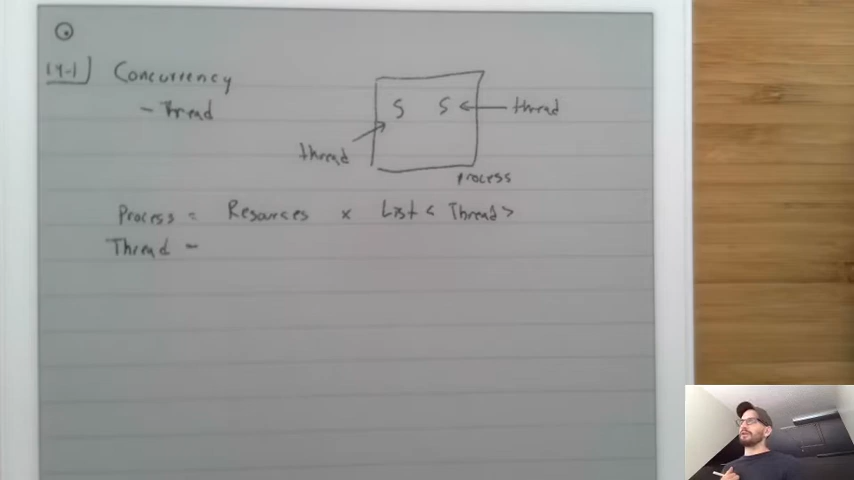 14-1] Concurrency
- Thread
thread
thread
process
Process = Resources x List < Thread >
Thread =